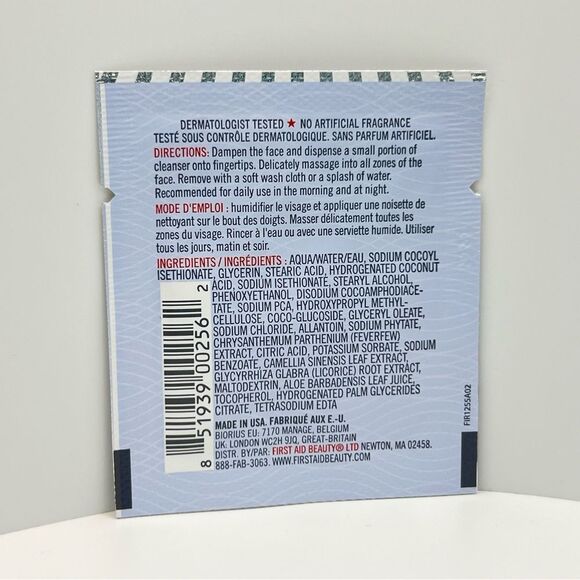 DERMATOLOGIST TESTED ★ NO ARTIFICIAL FRAGRANCE
TESTÉ SOUS CONTRÔLE DERMATOLOGIQUE. SANS PARFUM ARTIFICIEL.
DIRECTIONS: Dampen the face and dispense a small portion of
cleanser onto fingertips. Delicately massage into all zones of the
face. Remove with a soft wash cloth or a splash of water.
Recommended for daily use in the morning and at night.
MODE D'EMPLOI : humidifier le visage et appliquer une noisette de
nettoyant sur le bout des doigts. Masser délicatement toutes les
zones du visage. Rincer à l'eau ou avec une serviette humide. Utiliser
tous les jours, matin et soir.
INGREDIENTS / INGRÉDIENTS : AQUA/WATER/EAU, SODIUM COCOYL
ISETHIONATE, GLYCERIN, STEARIC ACID, HYDROGENATED COCONUT
ACID, SODIUM ISETHIONATE, STEARYL ALCOHOL,
PHENOXYETHANOL, DISODIUM COCOAMPHODIACE-
TATE, SODIUM PCA, HYDROXYPROPYL METHYL-
CELLULOSE, COCO-GLUCOSIDE, GLYCERYL OLEATE,
SODIUM CHLORIDE, ALLANTOIN, SODIUM PHYTATE,
CHRYSANTHEMUM PARTHENIUM (FEVERFEW)
EXTRACT, CITRIC ACID, POTASSIUM SORBATE, SODIUM
BENZOATE, CAMELLIA SINENSIS LEAF EXTRACT,
GLYCYRRHIZA GLABRA (LICORICE) ROOT EXTRACT,
MALTODEXTRIN, ALOE BARBADENSIS LEAF JUICE,
TOCOPHEROL, HYDROGENATED PALM GLYCERIDES
CITRATE, TETRASODIUM EDTA
MADE IN USA. FABRIQUÉ AUX E.-U.
BIORIUS EU: 7170 MANAGE, BELGIUM
UK: LONDON WC2H 9JQ, GREAT-BRITAIN
DISTR. BY/PAR: FIRST AID BEAUTY® LTD NEWTON, MA 02458.
888-FAB-3063. WWW.FIRSTAIDBEAUTY.COM
8 51939 00256 2
FIR1255A02